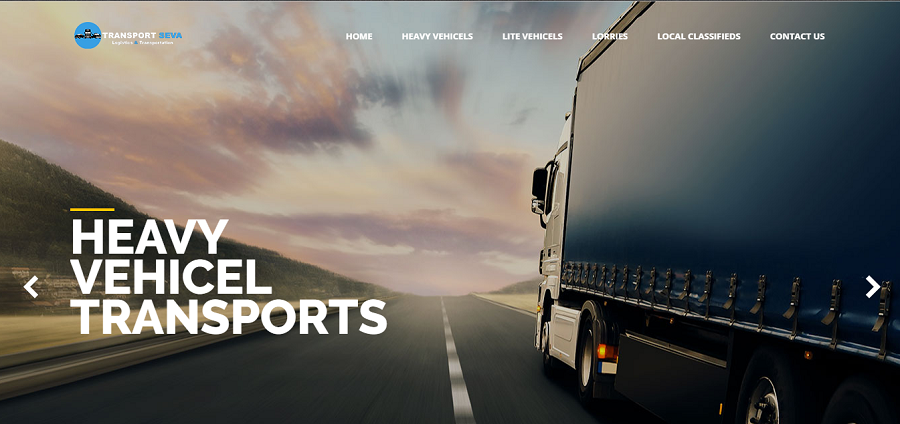 TRANSPORT SEVA
Logistics & Transportation
HOME HEAVY VEHICELS LITE VEHICELS LORRIES LOCAL CLASSIFIEDS CONTACT US
HEAVY
VEHICEL
TRANSPORTS